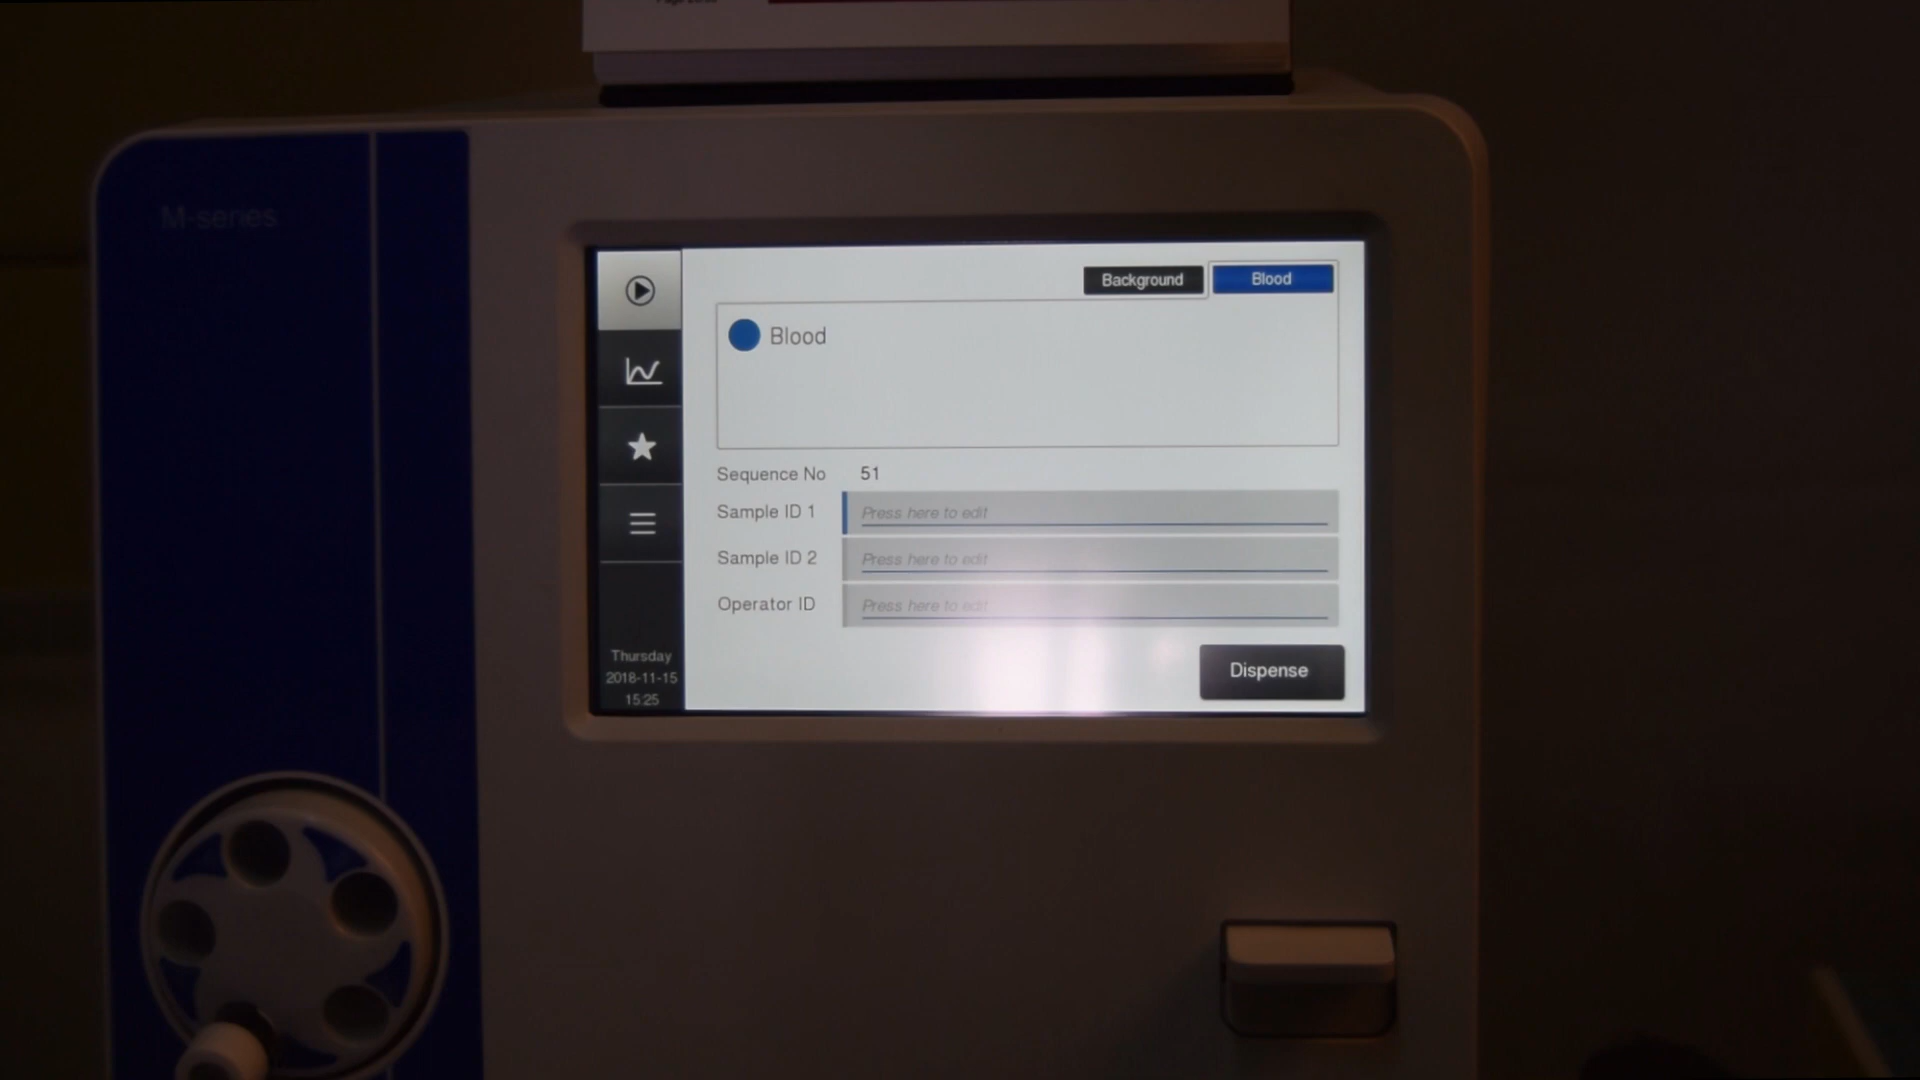 M-series
Background
Blood
Blood
Sequence No 51
Sample ID 1 Press here to edit
Sample ID 2 Press here to edit
Operator ID Press here to edit
Thursday
2018-11-15
15:25
Dispense